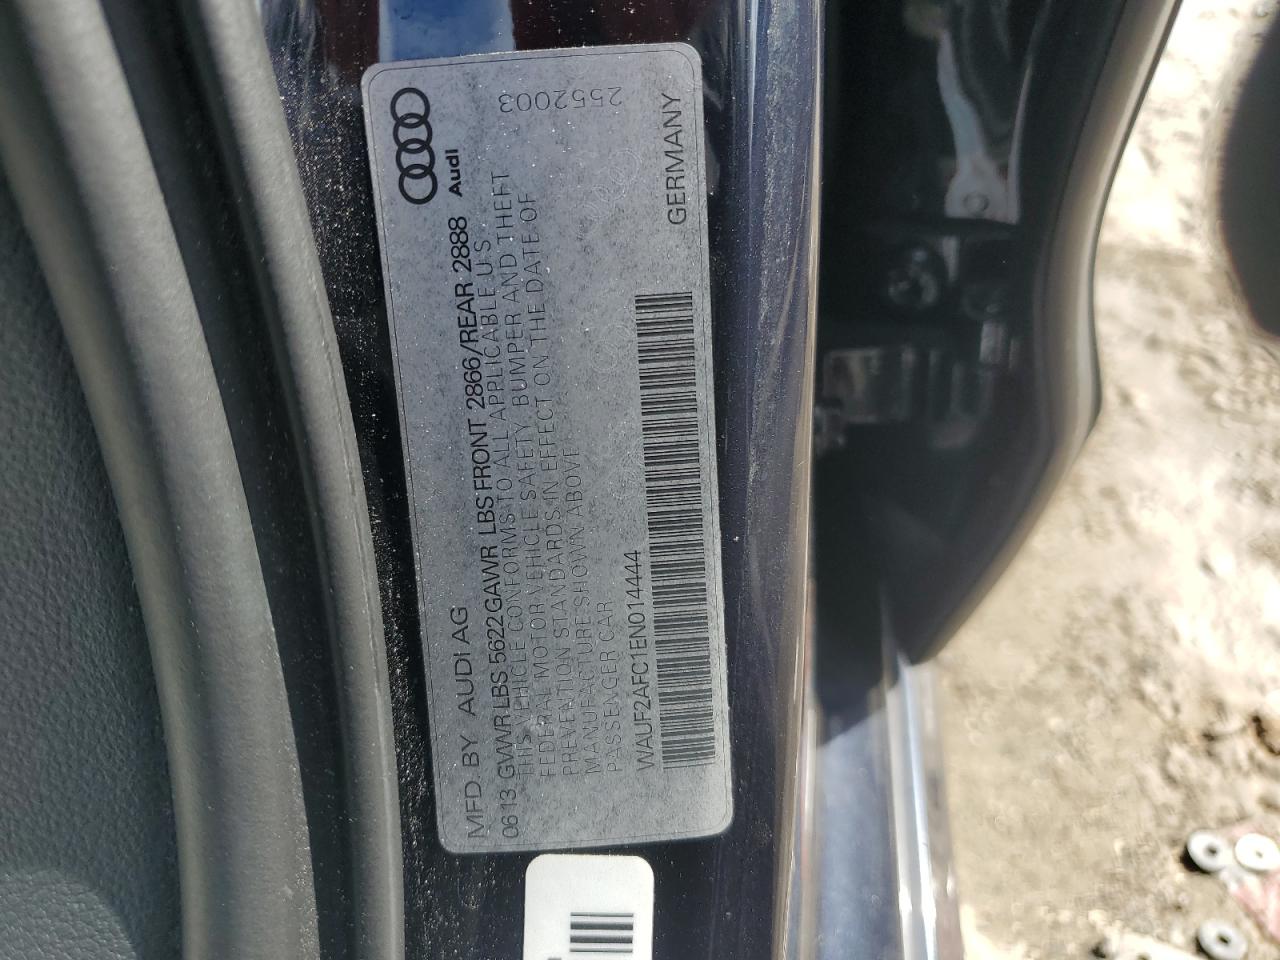 MFD. BY AUDI AG
Audi
06 13 GVWR LBS 5622 GAWR LBS FRONT 2866/REAR 2888
THIS VEHICLE CONFORMS TO ALL APPLICABLE U.S.
FEDERAL MOTOR VEHICLE SAFETY, BUMPER AND THEFT
PREVENTION STANDARDS IN EFFECT ON THE DATE OF
MANUFACTURE SHOWN ABOVE
PASSENGER CAR
2552003
WAUF2AFC1EN014444
GERMANY